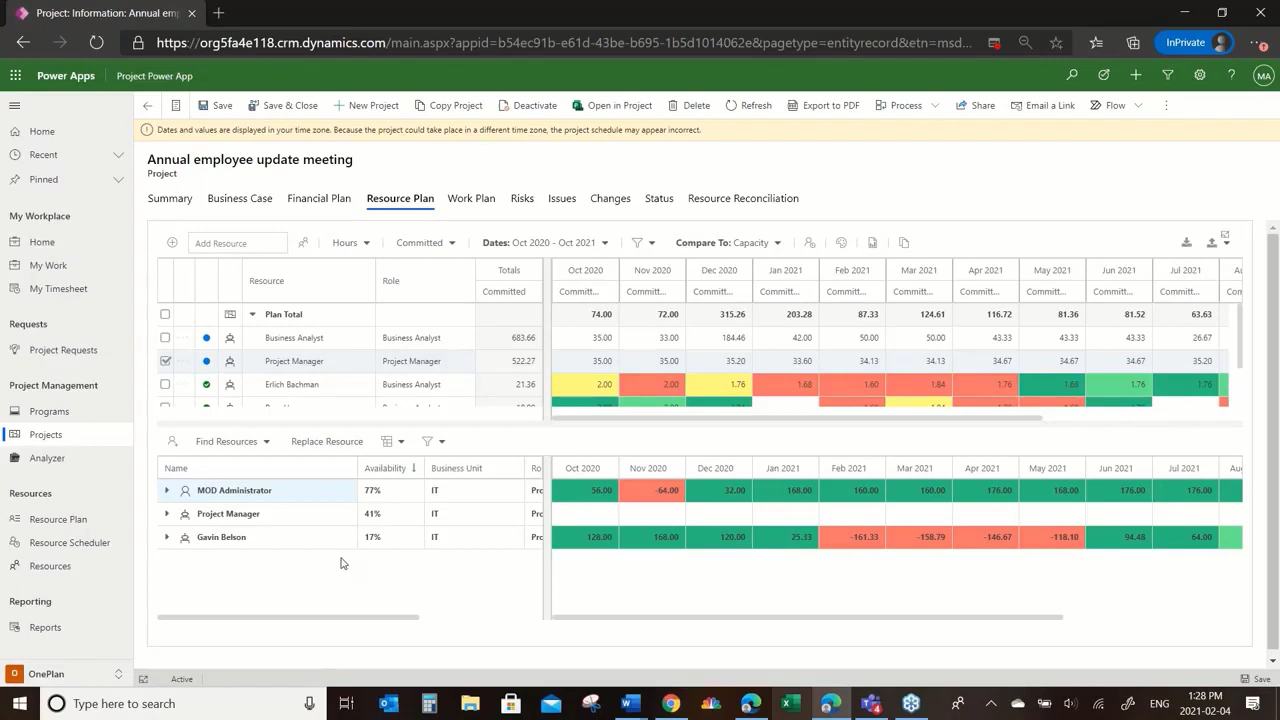 Project: Information: Annual em
https://org5fa4e118.crm.dynamics.com/main.aspx?appid=b54ec91b-e61d-43be-b695-1b5d1014062e&pagetype=entityrecord&etn=msd...
InPrivate
Power Apps Project Power App MA
Save Save & Close New Project Copy Project Deactivate Open in Project Delete Refresh Export to PDF Process Share Email a Link Flow
Dates and values are displayed in your time zone. Because the project could take place in a different time zone, the project schedule may appear incorrect.
Home
Recent
Pinned
My Workplace
Home
My Work
My Timesheet
Requests
Project Requests
Project Management
Programs
Projects
Analyzer
Resources
Resource Plan
Resource Scheduler
Resources
Reporting
Reports
O OnePlan
Annual employee update meeting
Project
Summary Business Case Financial Plan Resource Plan Work Plan Risks Issues Changes Status Resource Reconciliation
Add Resource Hours Committed Dates: Oct 2020 - Oct 2021 Compare To: Capacity
Resource Role Totals Oct 2020 Nov 2020 Dec 2020 Jan 2021 Feb 2021 Mar 2021 Apr 2021 May 2021 Jun 2021 Jul 2021 Au
Committed Committ... Committ... Committ... Committ... Committ... Committ... Committ... Committ... Committ... Committ...
Plan Total 74.00 72.00 315.26 203.28 87.33 124.61 116.72 81.36 81.52 63.63
Business Analyst Business Analyst 683.66 35.00 33.00 184.46 42.00 50.00 50.00 43.33 43.33 43.33 26.67
Project Manager Project Manager 522.27 35.00 35.00 35.20 33.60 34.13 34.13 34.67 34.67 34.67 35.20
Erlich Bachman Business Analyst 21.36 2.00 2.00 1.76 1.68 1.60 1.84 1.76 1.68 1.76 1.76
Find Resources Replace Resource
Name Availability Business Unit Ro Oct 2020 Nov 2020 Dec 2020 Jan 2021 Feb 2021 Mar 2021 Apr 2021 May 2021 Jun 2021 Jul 2021 Aug
MOD Administrator 77% IT Pro 56.00 -64.00 32.00 168.00 160.00 160.00 176.00 168.00 176.00 176.00
Project Manager 41% IT Pro
Gavin Belson 17% IT Pro 128.00 168.00 120.00 25.33 -161.33 -158.79 -146.67 -118.10 94.48 64.00
Active Save
Type here to search ENG 1:28 PM 2021-02-04